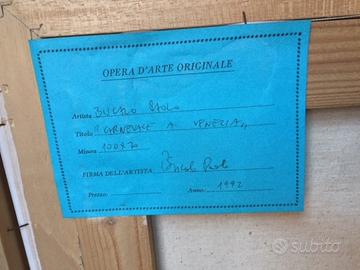 OPERA D'ARTE ORIGINALE
Artista
Titolo "CARNEVALE A VENEZIA"
Misura 100X70
FIRMA DELL'ARTISTA
Prezzo Anno 1992
subito